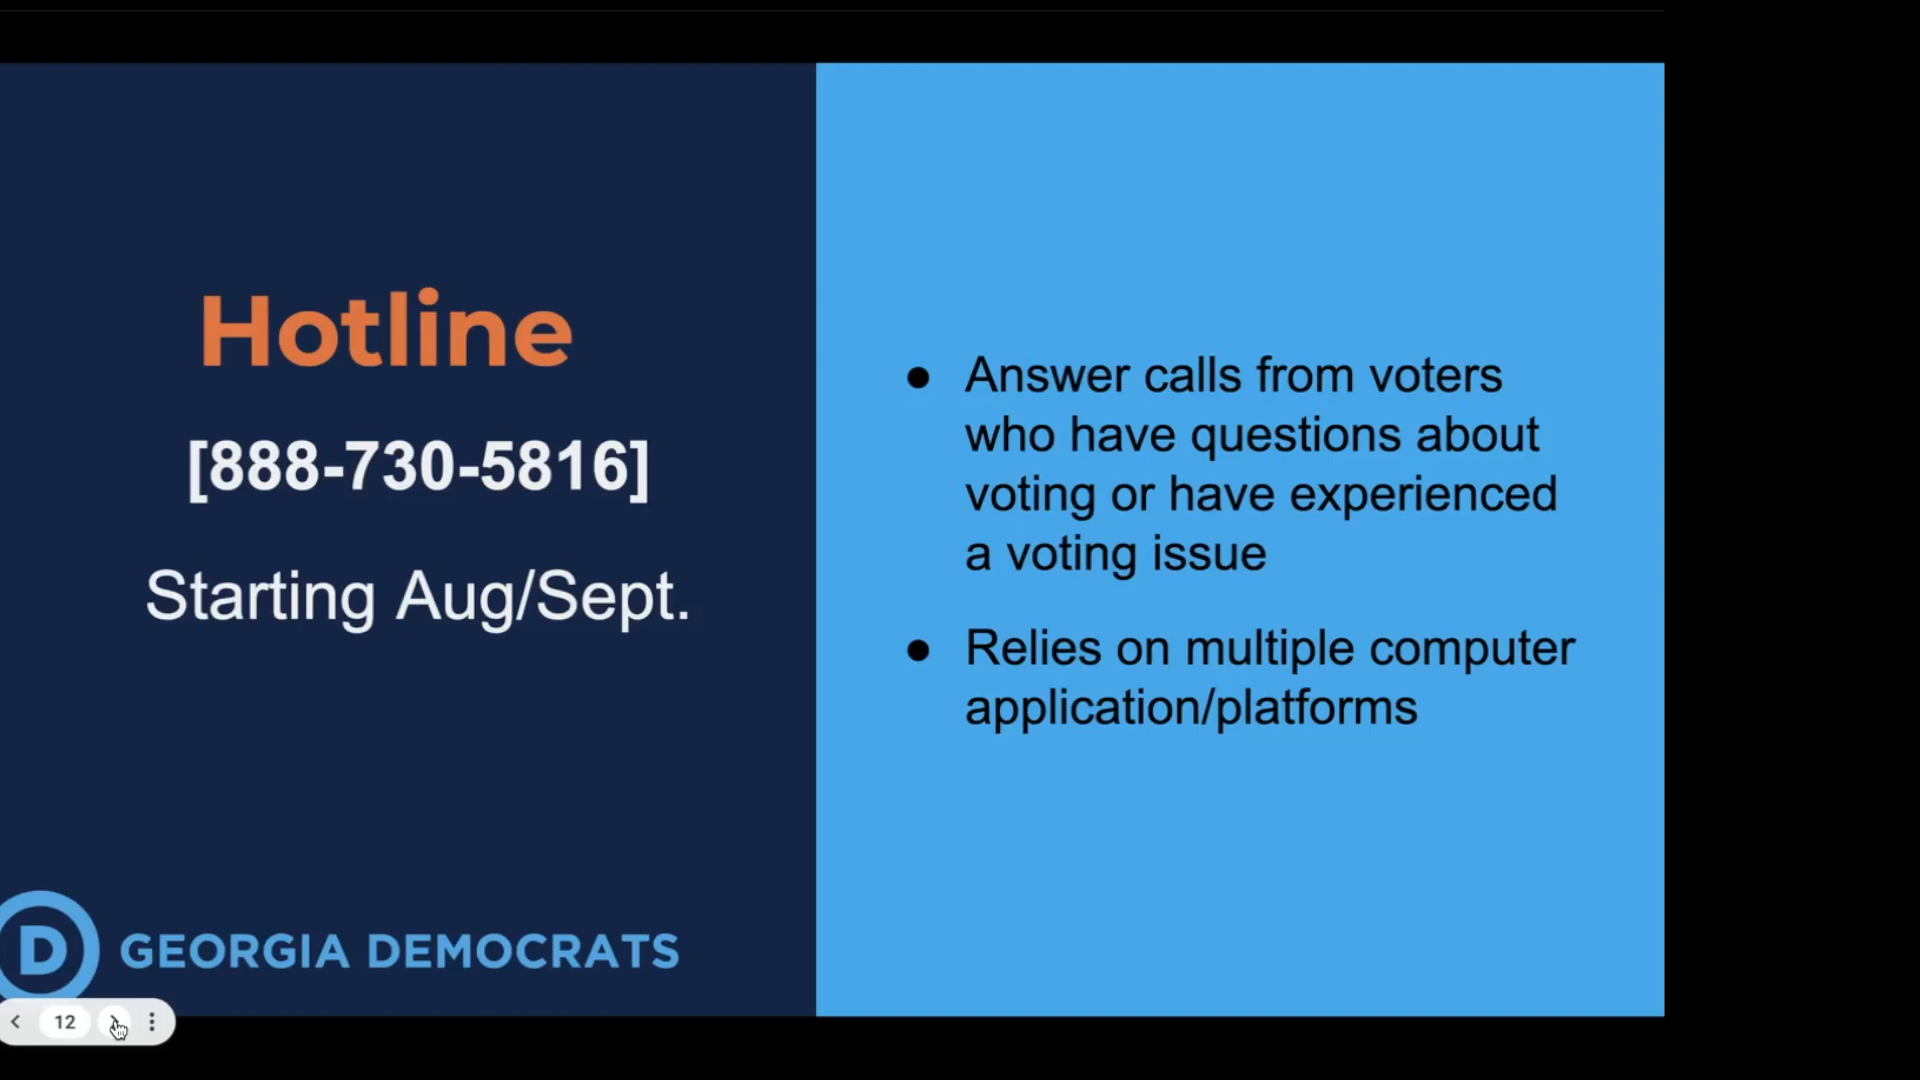 Hotline
[888-730-5816]
Starting Aug/Sept.
D GEORGIA DEMOCRATS
● Answer calls from voters
who have questions about
voting or have experienced
a voting issue
● Relies on multiple computer
application/platforms
12